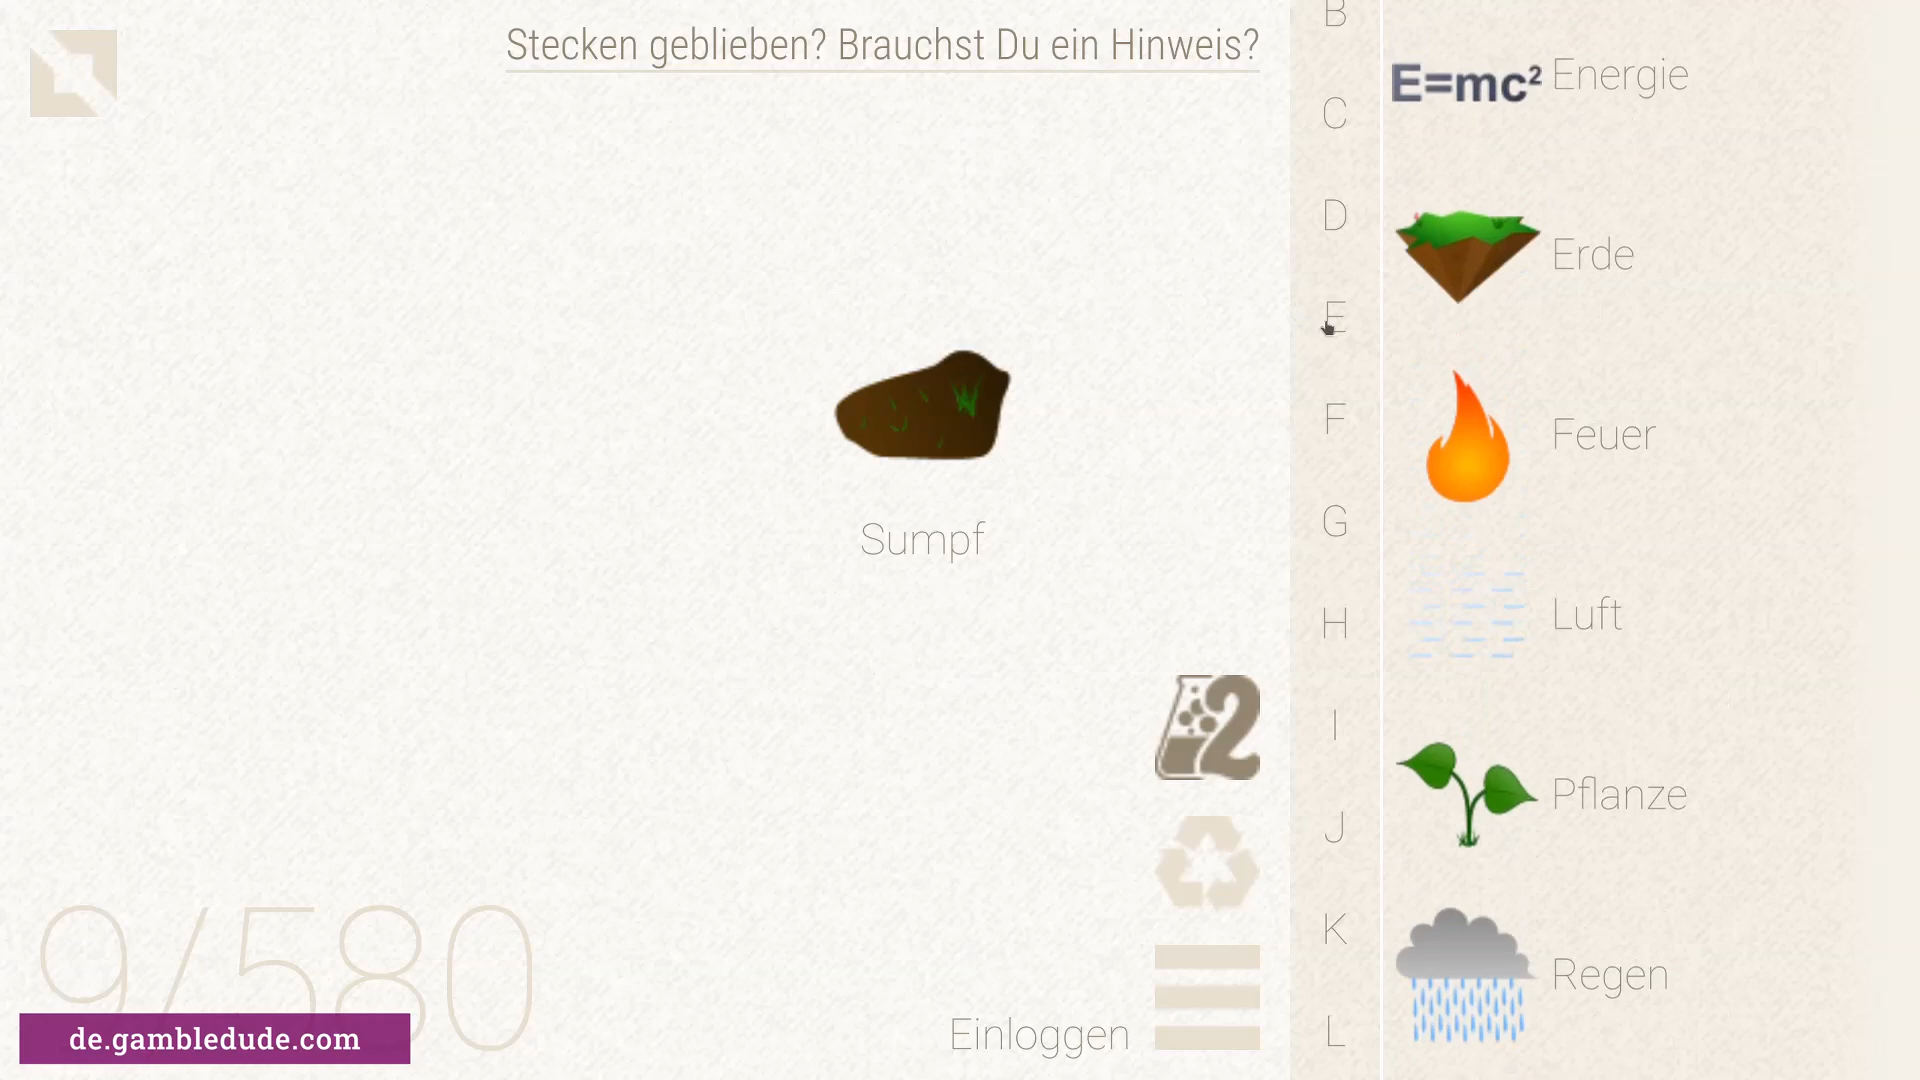 Stecken geblieben? Brauchst Du ein Hinweis?
B
C
D
E
F
G
H
I
J
K
L
E=mc² Energie
Erde
Feuer
Luft
Pflanze
Regen
Sumpf
2
9/580
de.gambledude.com
Einloggen